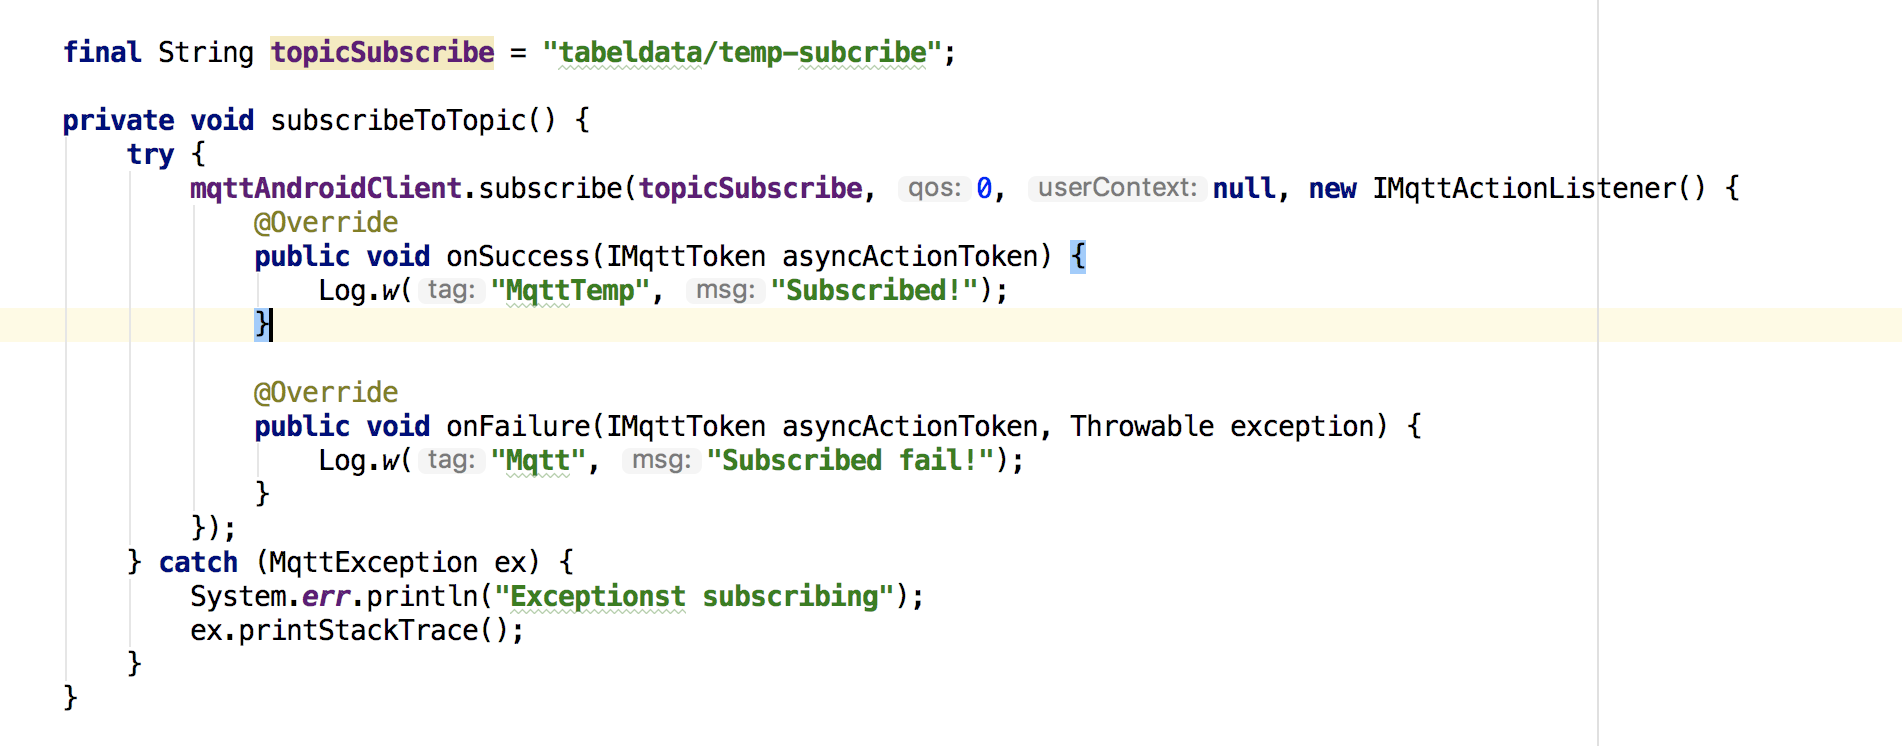 final String topicSubscribe = "tabeldata/temp-subcribe";
private void subscribeToTopic() {
try {
mqttAndroidClient.subscribe(topicSubscribe, qos: 0, userContext: null, new IMqttActionListener() {
@Override
public void onSuccess(IMqttToken asyncActionToken) {
Log.w( tag: "MqttTemp", msg: "Subscribed!");
}
@Override
public void onFailure(IMqttToken asyncActionToken, Throwable exception) {
Log.w( tag: "Mqtt", msg: "Subscribed fail!");
}
});
} catch (MqttException ex) {
System.err.println("Exceptionst subscribing");
ex.printStackTrace();
}
}